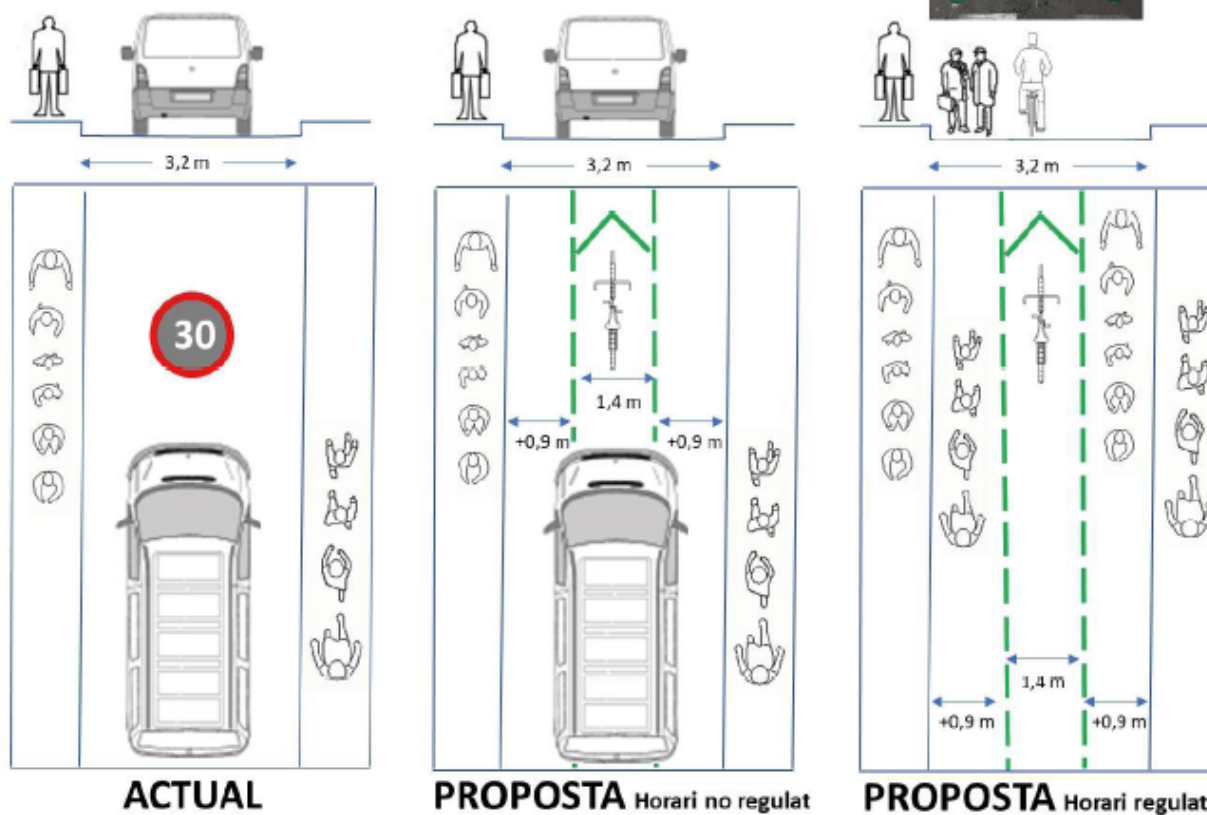 3,2 m
3,2 m
3,2 m
30
1,4 m
+0,9 m
+0,9 m
1,4 m
+0,9 m
+0,9 m
ACTUAL
PROPOSTA Horari no regulat
PROPOSTA Horari regulat